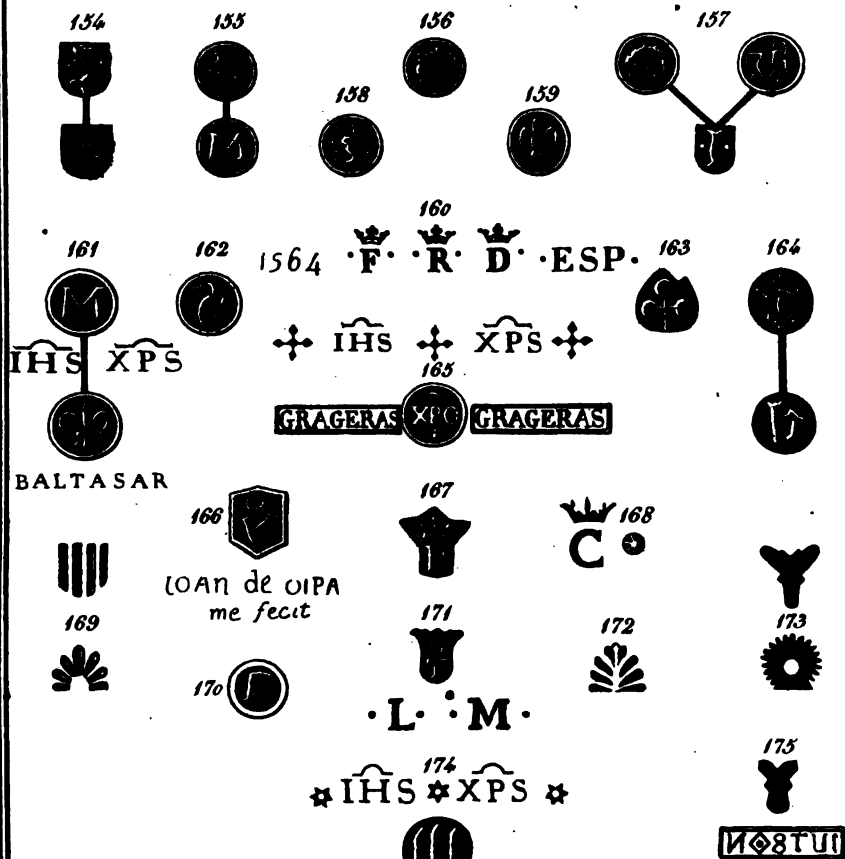 154 155 156 157
158 159
160
161 162 1564 ·F· ·R· D· ·ESP· 163 164
M
IHS XPS IHS XPS
165
GRAGERAS XPO GRAGERAS
BALTASAR
166 167 168
C
IOAN de OIPA
me fecit
169 171 172 173
170
·L· :M·
174 175
IHS XPS